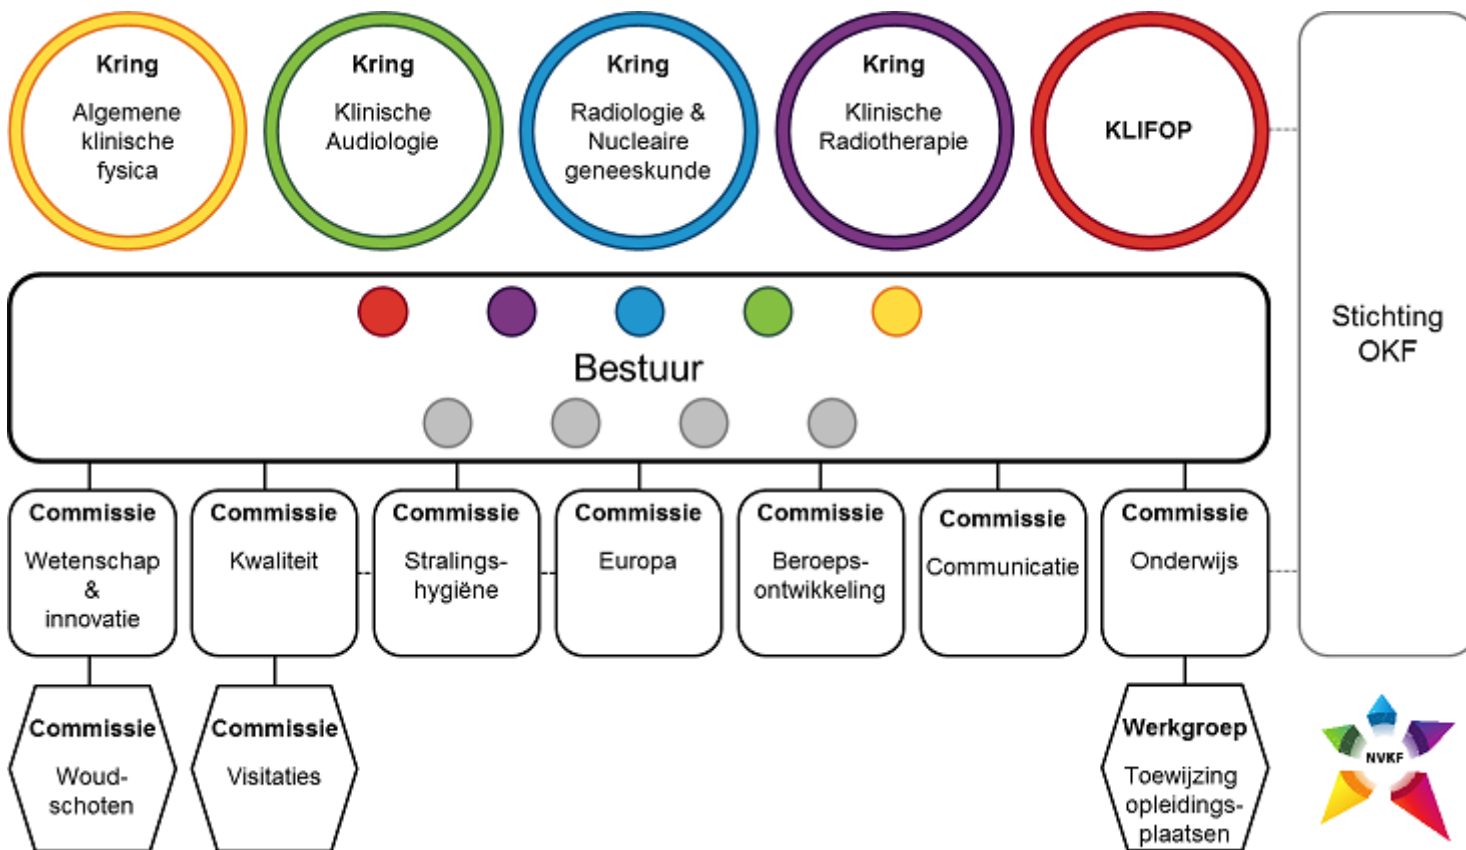 Kring
Algemene
klinische
fysica
Kring
Klinische
Audiologie
Kring
Radiologie &
Nucleaire
geneeskunde
Kring
Klinische
Radiotherapie
KLIFOP
Stichting
OKF
Bestuur
Commissie
Wetenschap
&
innovatie
Commissie
Kwaliteit
Commissie
Stralings-
hygiëne
Commissie
Europa
Commissie
Beroeps-
ontwikkeling
Commissie
Communicatie
Commissie
Onderwijs
Commissie
Woud-
schoten
Commissie
Visitaties
Werkgroep
Toewijzing
opleidings-
plaatsen
NVKF